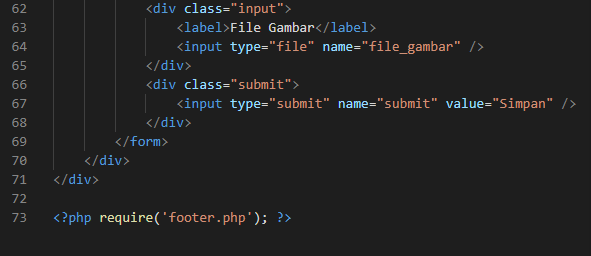 62 <div class="input">
63 <label>File Gambar</label>
64 <input type="file" name="file_gambar" />
65 </div>
66 <div class="submit">
67 <input type="submit" name="submit" value="Simpan" />
68 </div>
69 </form>
70 </div>
71 </div>
72
73 <?php require('footer.php'); ?>